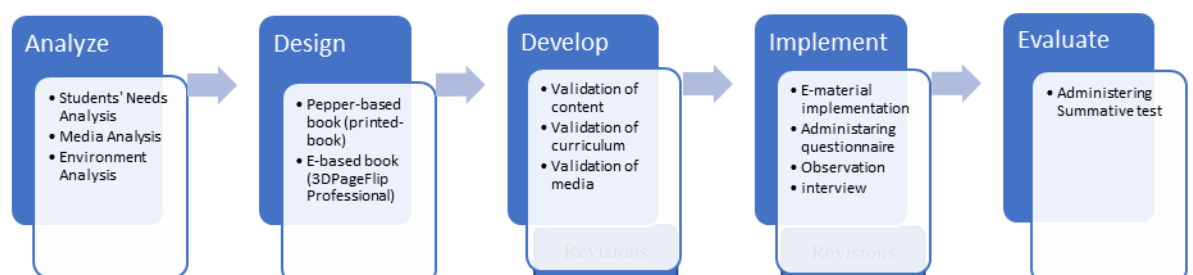 Analyze
• Students' Needs
Analysis
• Media Analysis
• Environment
Analysis
Design
• Pepper-based
book (printed-
book)
• E-based book
(3DPageFlip
Professional)
Develop
• Validation of
content
• Validation of
curriculum
• Validation of
media
Revisions
Implement
• E-material
implementation
• Administaring
questionnaire
• Observation
• interview
Revisions
Evaluate
• Administering
Summative test